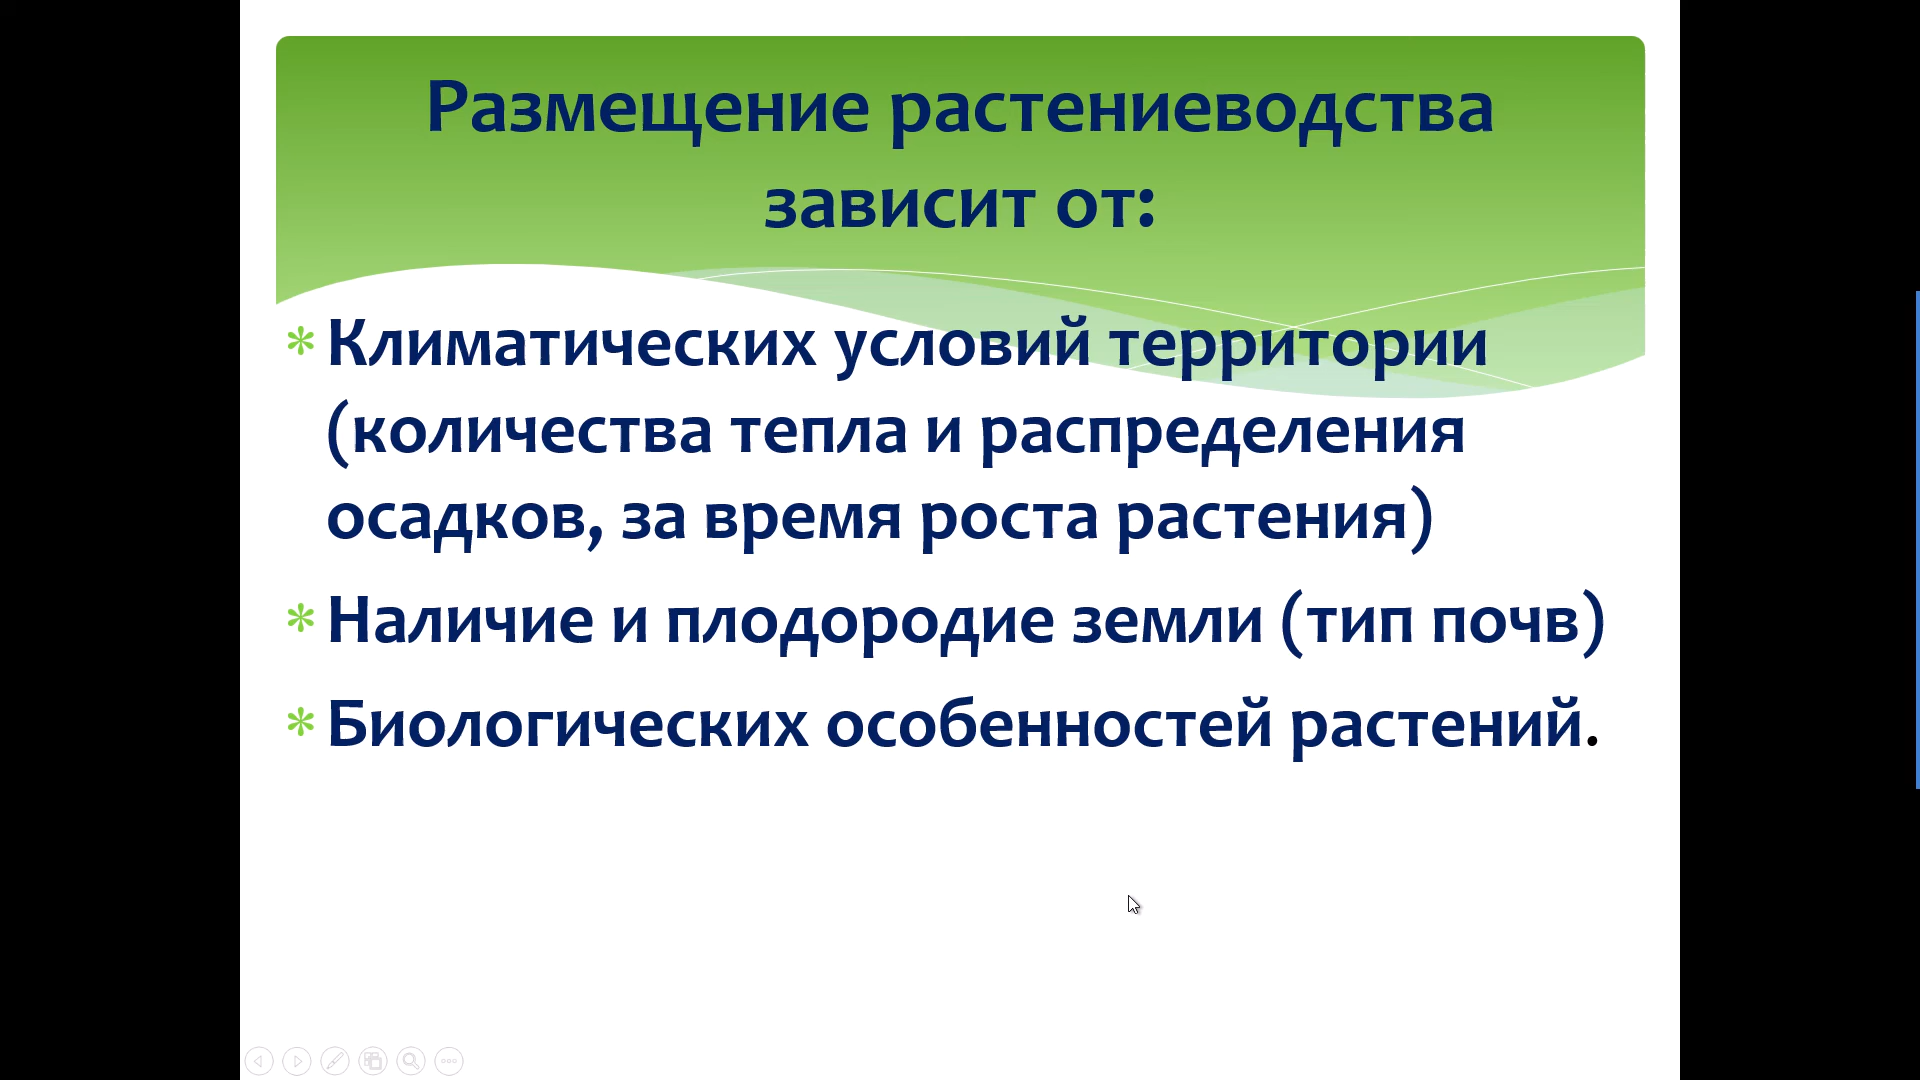 Размещение растениеводства
зависит от:
* Климатических условий территории
(количества тепла и распределения
осадков, за время роста растения)
* Наличие и плодородие земли (тип почв)
* Биологических особенностей растений.